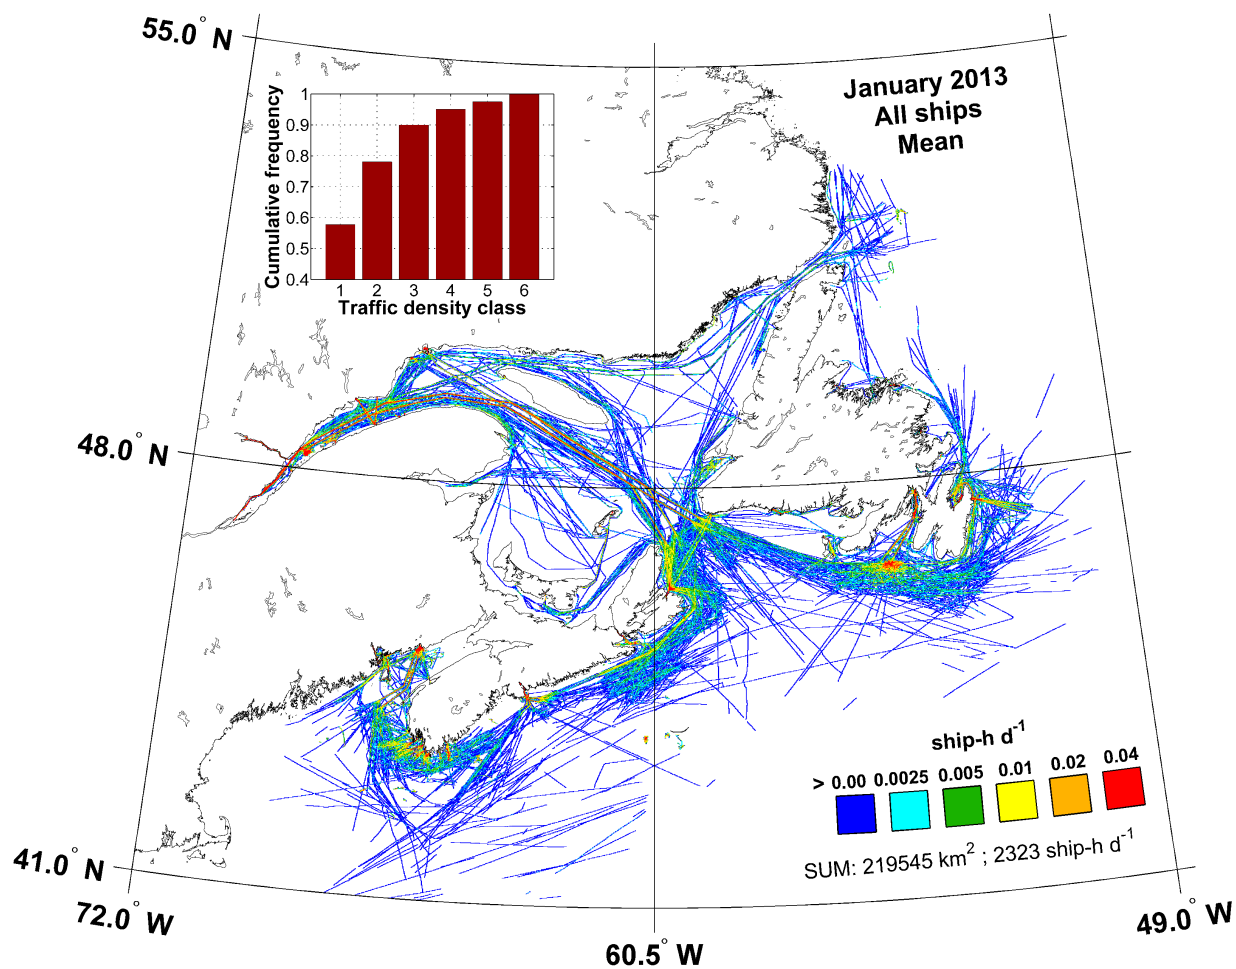 55.0° N
January 2013
All ships
Mean
Cumulative frequency
1
0.9
0.8
0.7
0.6
0.5
0.4
1 2 3 4 5 6
Traffic density class
48.0° N
ship-h d-1
> 0.00 0.0025 0.005 0.01 0.02 0.04
SUM: 219545 km2 ; 2323 ship-h d-1
41.0° N
72.0° W
60.5° W
49.0° W